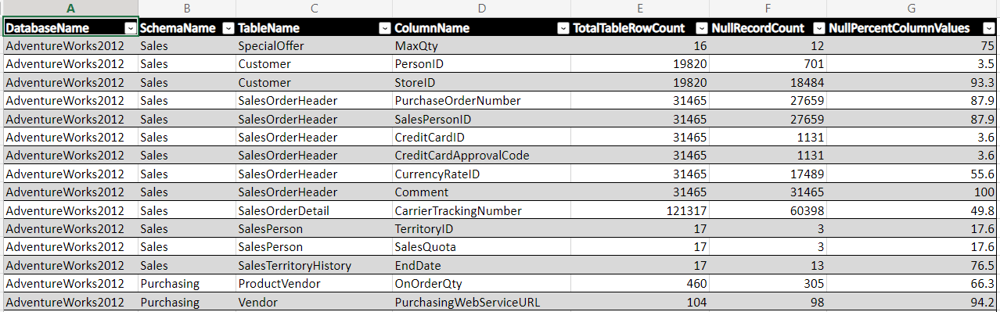 A B C D E F G
DatabaseName SchemaName TableName ColumnName TotalTableRowCount NullRecordCount NullPercentColumnValues
AdventureWorks2012 Sales SpecialOffer MaxQty 16 12 75
AdventureWorks2012 Sales Customer PersonID 19820 701 3.5
AdventureWorks2012 Sales Customer StoreID 19820 18484 93.3
AdventureWorks2012 Sales SalesOrderHeader PurchaseOrderNumber 31465 27659 87.9
AdventureWorks2012 Sales SalesOrderHeader SalesPersonID 31465 27659 87.9
AdventureWorks2012 Sales SalesOrderHeader CreditCardID 31465 1131 3.6
AdventureWorks2012 Sales SalesOrderHeader CreditCardApprovalCode 31465 1131 3.6
AdventureWorks2012 Sales SalesOrderHeader CurrencyRateID 31465 17489 55.6
AdventureWorks2012 Sales SalesOrderHeader Comment 31465 31465 100
AdventureWorks2012 Sales SalesOrderDetail CarrierTrackingNumber 121317 60398 49.8
AdventureWorks2012 Sales SalesPerson TerritoryID 17 3 17.6
AdventureWorks2012 Sales SalesPerson SalesQuota 17 3 17.6
AdventureWorks2012 Sales SalesTerritoryHistory EndDate 17 13 76.5
AdventureWorks2012 Purchasing ProductVendor OnOrderQty 460 305 66.3
AdventureWorks2012 Purchasing Vendor PurchasingWebServiceURL 104 98 94.2